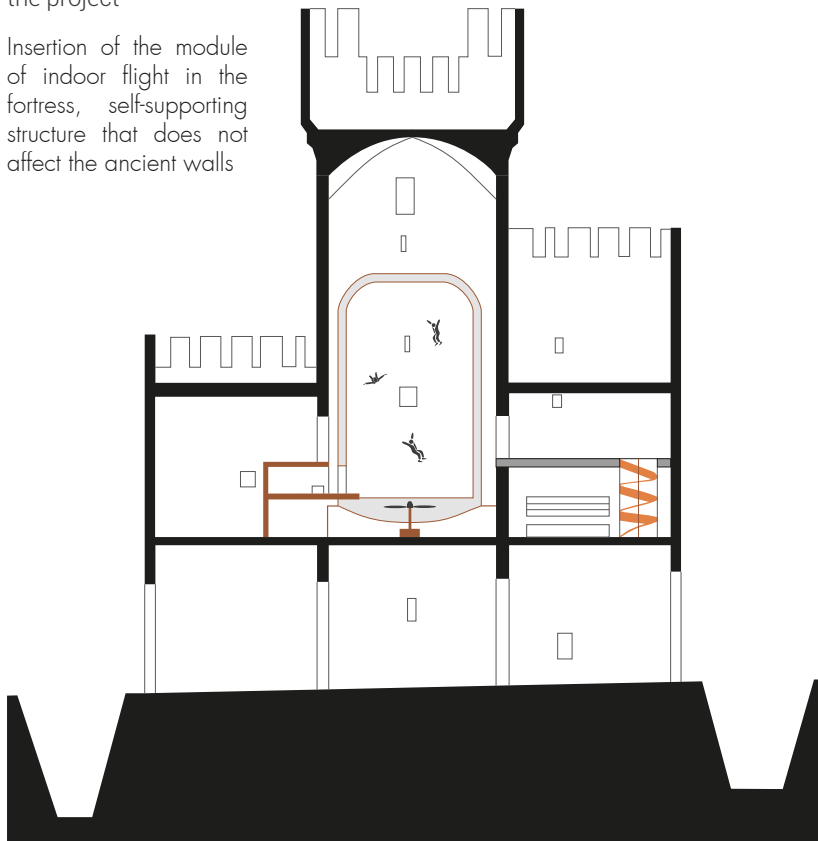 the project
Insertion of the module
of indoor flight in the
fortress, self-supporting
structure that does not
affect the ancient walls